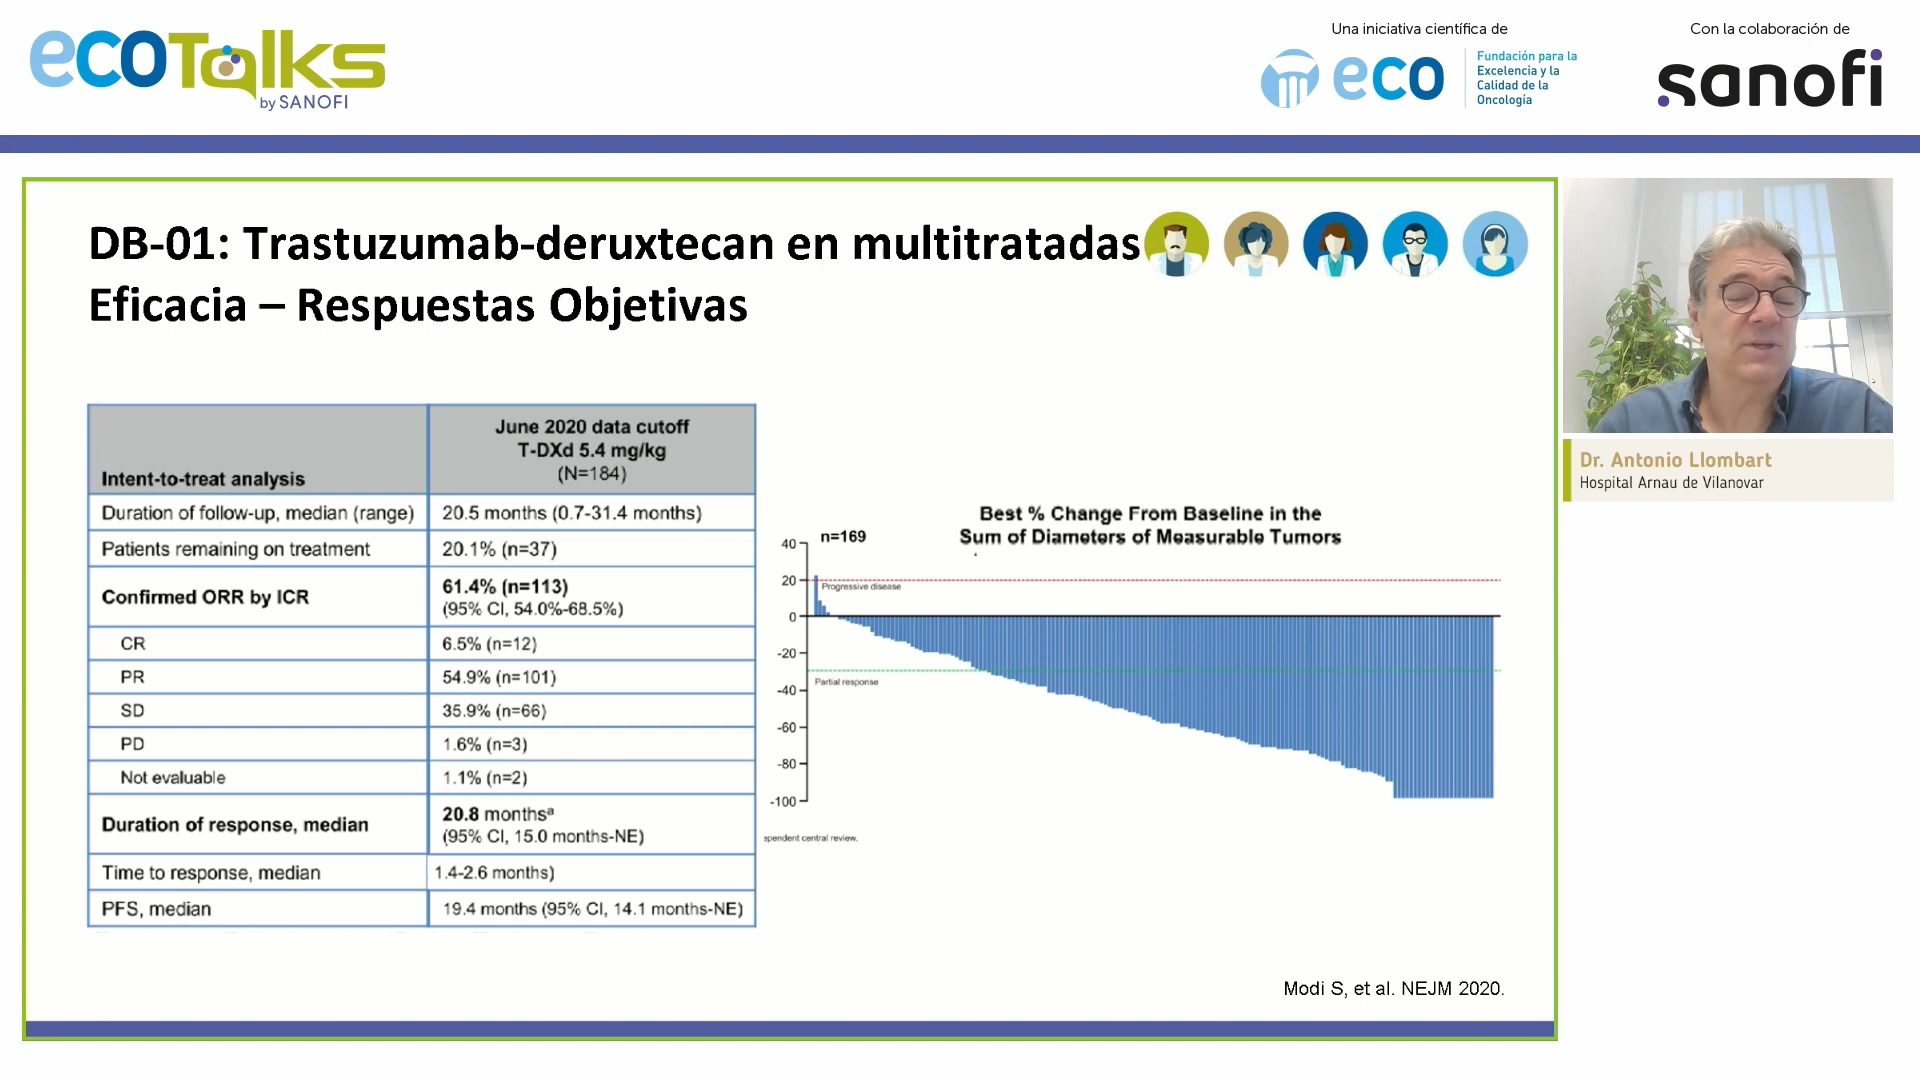 ecoTalks
by SANOFI
Una iniciativa científica de
eco
Fundación para la
Excelencia y la
Calidad de la
Oncología
Con la colaboración de
sanofi
DB-01: Trastuzumab-deruxtecan en multitratadas
Eficacia – Respuestas Objetivas
Intent-to-treat analysis
June 2020 data cutoff
T-DXd 5.4 mg/kg
(N=184)
Duration of follow-up, median (range) 20.5 months (0.7-31.4 months)
Patients remaining on treatment 20.1% (n=37)
Confirmed ORR by ICR 61.4% (n=113)
(95% CI, 54.0%-68.5%)
CR 6.5% (n=12)
PR 54.9% (n=101)
SD 35.9% (n=66)
PD 1.6% (n=3)
Not evaluable 1.1% (n=2)
Duration of response, median 20.8 monthsᵃ
(95% CI, 15.0 months-NE)
Time to response, median 1.4-2.6 months)
PFS, median 19.4 months (95% CI, 14.1 months-NE)
Best % Change From Baseline in the
Sum of Diameters of Measurable Tumors
n=169
40
20
Progressive disease
0
-20
-40
Partial response
-60
-80
-100
spendent central review.
Modi S, et al. NEJM 2020.
Dr. Antonio Llombart
Hospital Arnau de Vilanovar